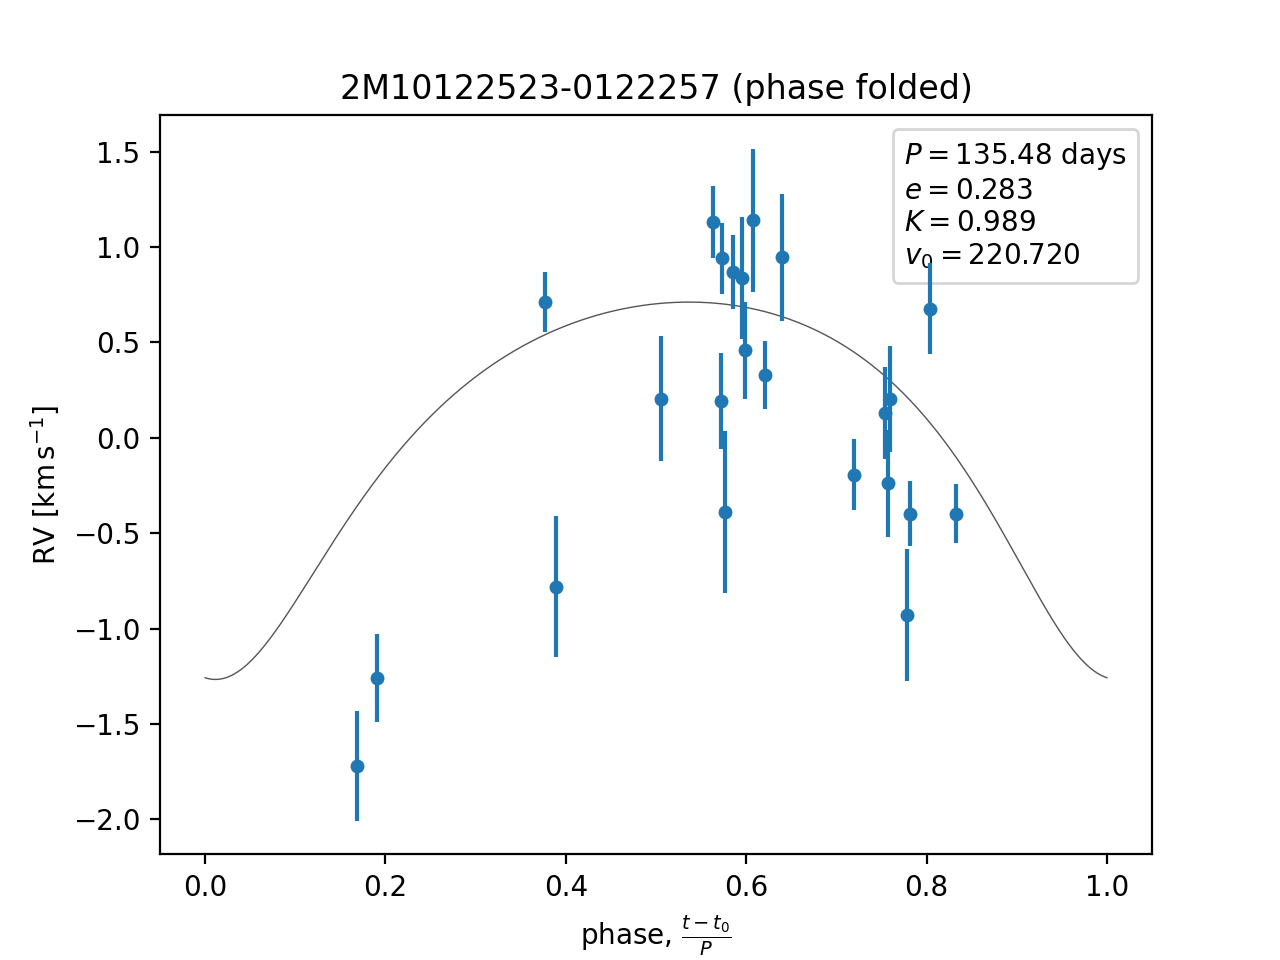 2M10122523-0122257 (phase folded)
P = 135.48 days
e = 0.283
K = 0.989
v₀ = 220.720
1.5
1.0
0.5
0.0
−0.5
−1.0
−1.5
−2.0
RV [km s⁻¹]
0.0 0.2 0.4 0.6 0.8 1.0
phase, (t − t₀)/P